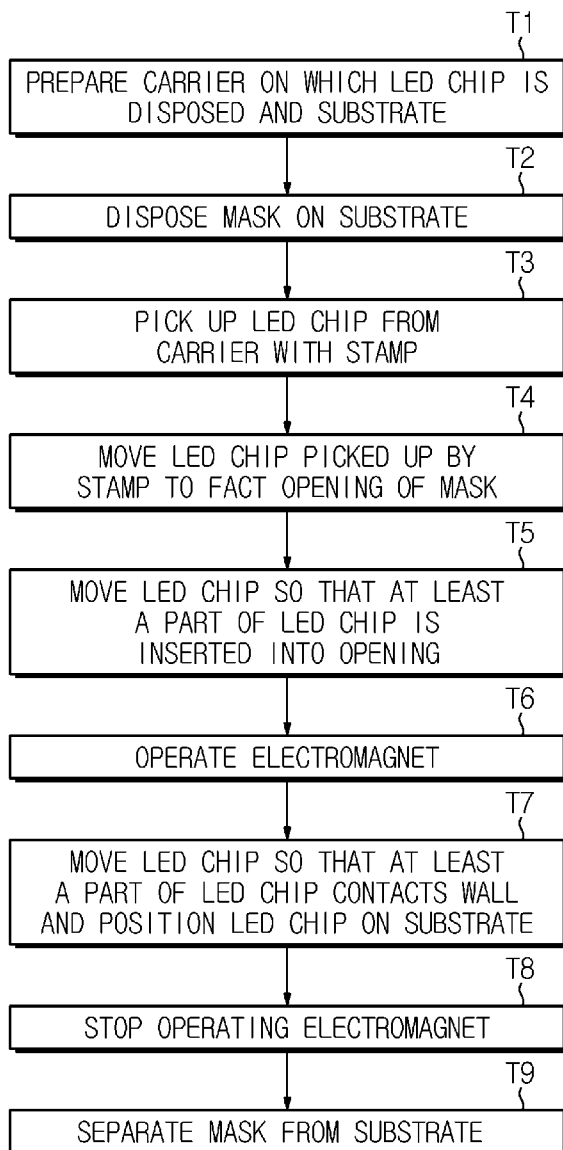 T1
PREPARE CARRIER ON WHICH LED CHIP IS
DISPOSED AND SUBSTRATE
T2
DISPOSE MASK ON SUBSTRATE
T3
PICK UP LED CHIP FROM
CARRIER WITH STAMP
T4
MOVE LED CHIP PICKED UP BY
STAMP TO FACT OPENING OF MASK
T5
MOVE LED CHIP SO THAT AT LEAST
A PART OF LED CHIP IS
INSERTED INTO OPENING
T6
OPERATE ELECTROMAGNET
T7
MOVE LED CHIP SO THAT AT LEAST
A PART OF LED CHIP CONTACTS WALL
AND POSITION LED CHIP ON SUBSTRATE
T8
STOP OPERATING ELECTROMAGNET
T9
SEPARATE MASK FROM SUBSTRATE